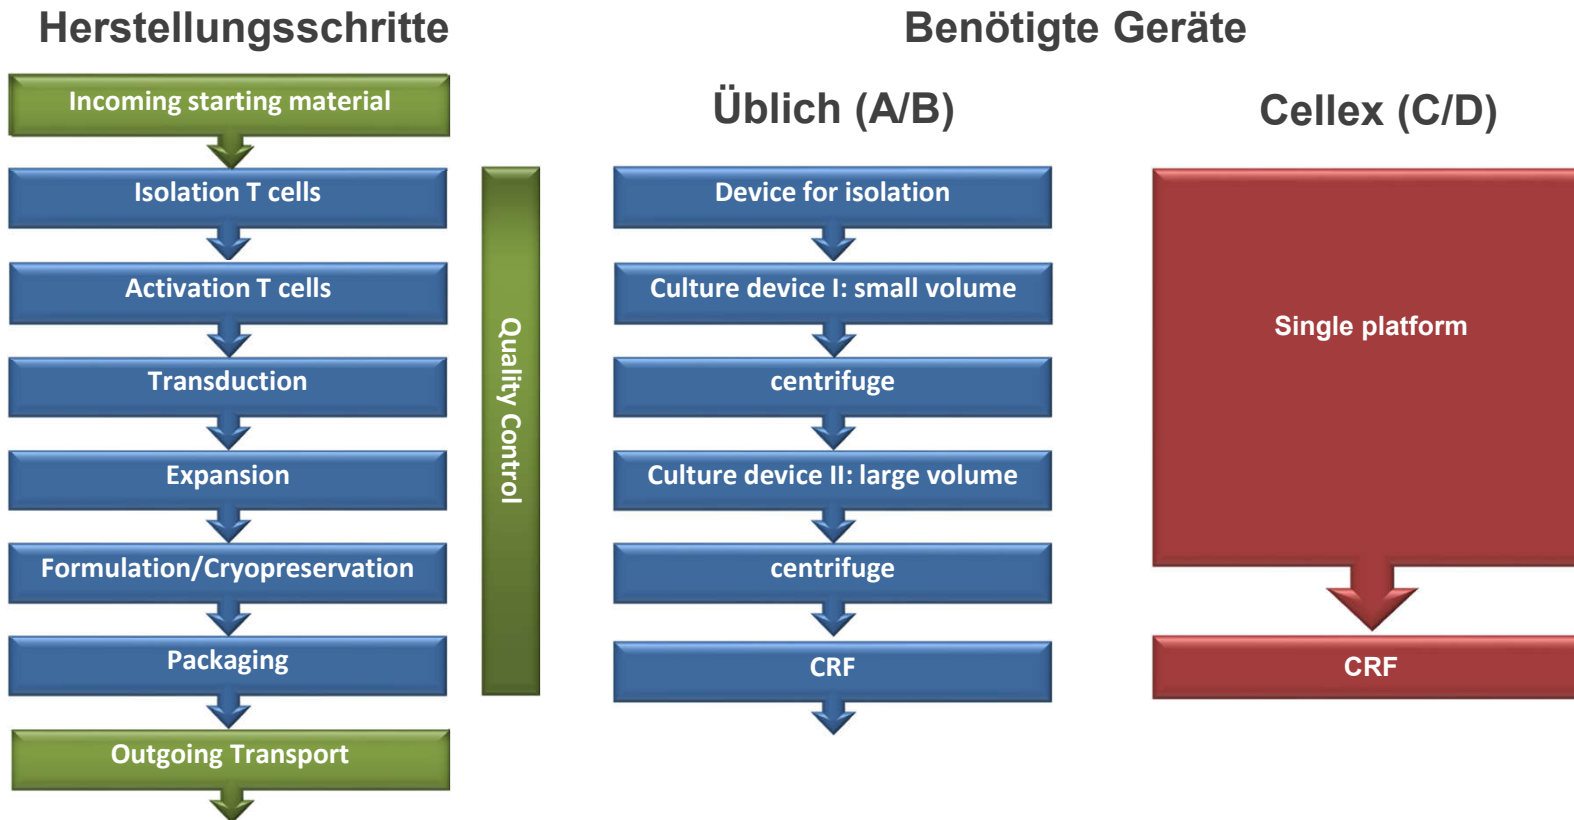 Herstellungsschritte
Benötigte Geräte
Incoming starting material
Isolation T cells
Activation T cells
Transduction
Expansion
Formulation/Cryopreservation
Packaging
Outgoing Transport
Quality Control
Üblich (A/B)
Device for isolation
Culture device I: small volume
centrifuge
Culture device II: large volume
centrifuge
CRF
Cellex (C/D)
Single platform
CRF